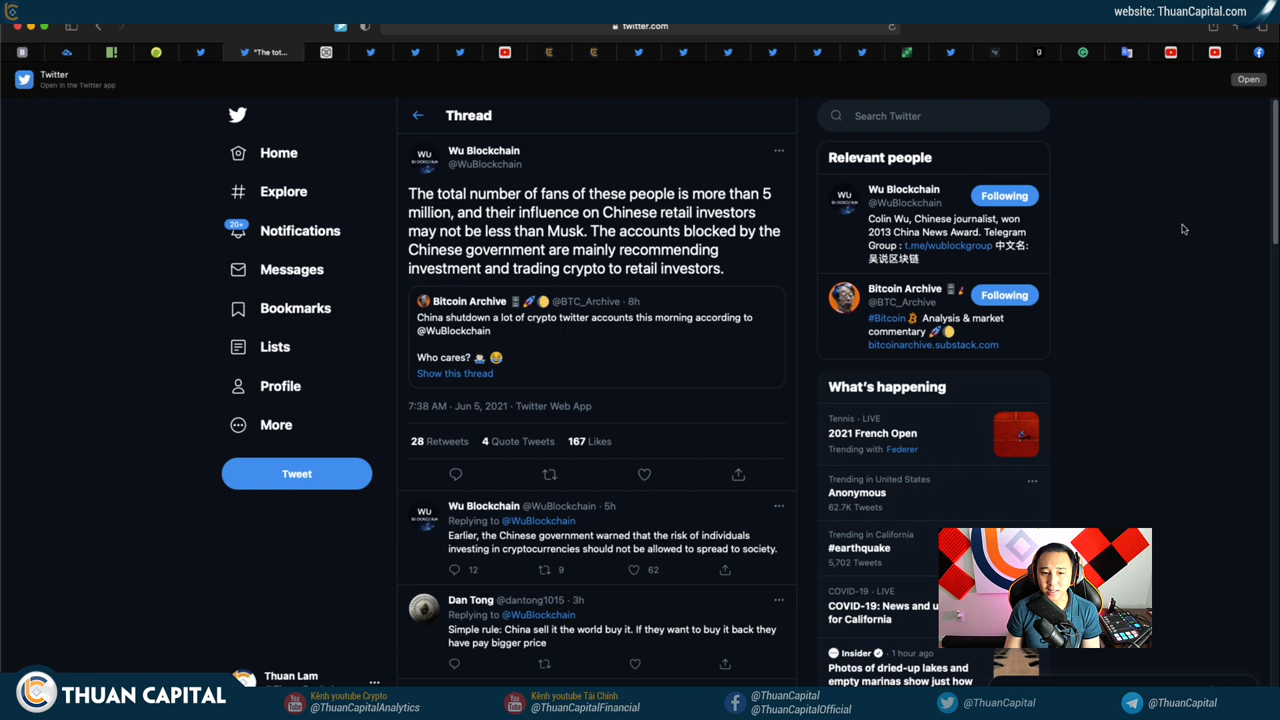 website: ThuanCapital.com
twitter.com
"The tot...
Twitter
Open in the Twitter app
Open
Home
Explore
20+
Notifications
Messages
Bookmarks
Lists
Profile
More
Tweet
Thuan Lam
Thread
WU
BLOCKCHAIN
Wu Blockchain
@WuBlockchain
The total number of fans of these people is more than 5
million, and their influence on Chinese retail investors
may not be less than Musk. The accounts blocked by the
Chinese government are mainly recommending
investment and trading crypto to retail investors.
Bitcoin Archive @BTC_Archive · 8h
China shutdown a lot of crypto twitter accounts this morning according to
@WuBlockchain
Who cares?
Show this thread
7:38 AM · Jun 5, 2021 · Twitter Web App
28 Retweets 4 Quote Tweets 167 Likes
WU
BLOCKCHAIN
Wu Blockchain @WuBlockchain · 5h
Replying to @WuBlockchain
Earlier, the Chinese government warned that the risk of individuals
investing in cryptocurrencies should not be allowed to spread to society.
12 9 62
Dan Tong @dantong1015 · 3h
Replying to @WuBlockchain
Simple rule: China sell it the world buy it. If they want to buy it back they
have pay bigger price
Search Twitter
Relevant people
WU
BLOCKCHAIN
Wu Blockchain
@WuBlockchain
Following
Colin Wu, Chinese journalist, won
2013 China News Award. Telegram
Group : t.me/wublockgroup 中文名:
吴说区块链
Bitcoin Archive
@BTC_Archive
Following
#Bitcoin Analysis & market
commentary
bitcoinarchive.substack.com
What's happening
Tennis · LIVE
2021 French Open
Trending with Federer
Trending in United States
Anonymous
62.7K Tweets
Trending in California
#earthquake
5,702 Tweets
COVID-19 · LIVE
COVID-19: News and u
for California
Insider · 1 hour ago
Photos of dried-up lakes and
empty marinas show just how
THUAN CAPITAL
Kênh youtube Crypto
@ThuanCapitalAnalytics
Kênh youtube Tài Chính
@ThuanCapitalFinancial
@ThuanCapital
@ThuanCapitalOfficial
@ThuanCapital
@ThuanCapital